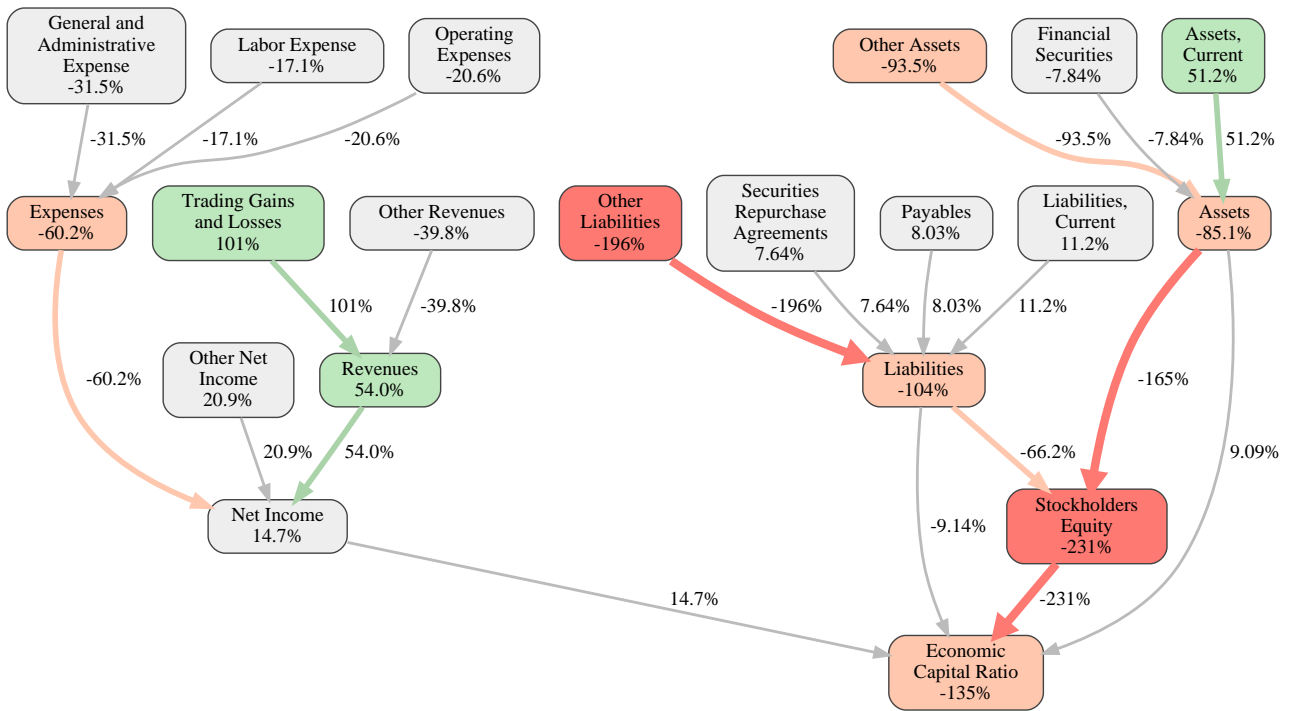 General and
Administrative
Expense
-31.5%
Labor Expense
-17.1%
Operating
Expenses
-20.6%
Other Assets
-93.5%
Financial
Securities
-7.84%
Assets,
Current
51.2%
-31.5%
-17.1%
-20.6%
-93.5%
-7.84%
51.2%
Expenses
-60.2%
Trading Gains
and Losses
101%
Other Revenues
-39.8%
Other
Liabilities
-196%
Securities
Repurchase
Agreements
7.64%
Payables
8.03%
Liabilities,
Current
11.2%
Assets
-85.1%
101%
-39.8%
-196%
7.64%
8.03%
11.2%
-60.2%
Other Net
Income
20.9%
Revenues
54.0%
Liabilities
-104%
-165%
20.9%
54.0%
-66.2%
9.09%
Net Income
14.7%
-9.14%
Stockholders
Equity
-231%
14.7%
-231%
Economic
Capital Ratio
-135%